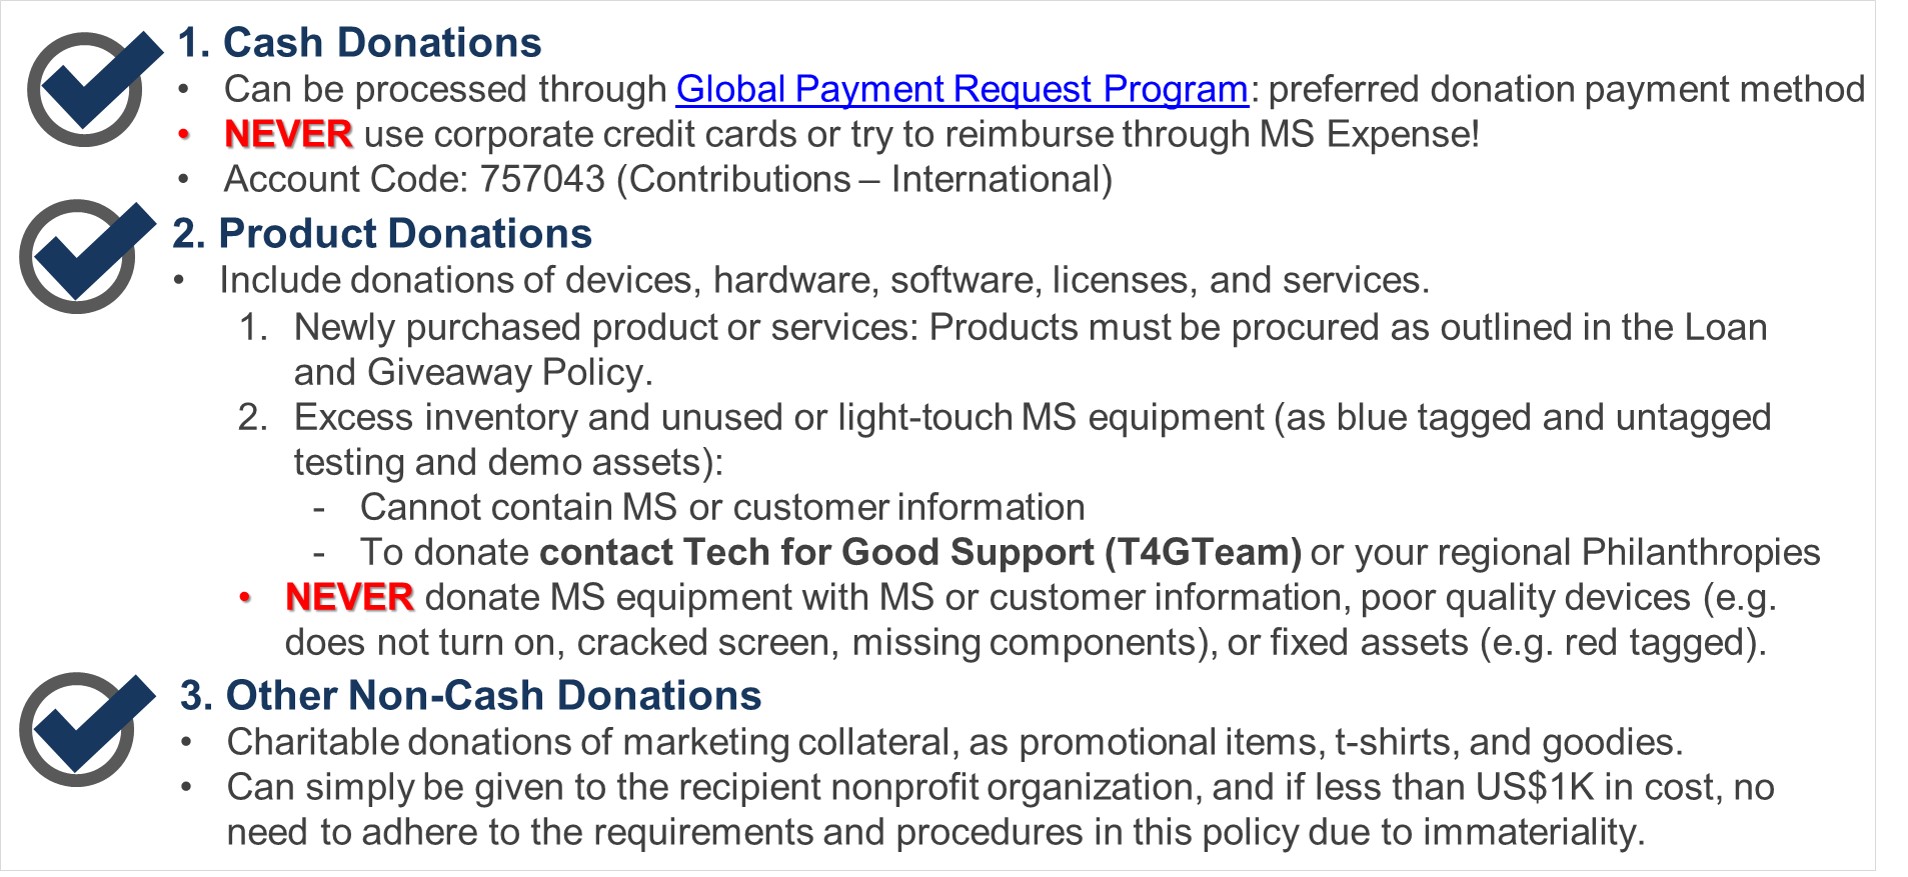 1. Cash Donations
• Can be processed through Global Payment Request Program: preferred donation payment method
• NEVER use corporate credit cards or try to reimburse through MS Expense!
• Account Code: 757043 (Contributions – International)
2. Product Donations
• Include donations of devices, hardware, software, licenses, and services.
1. Newly purchased product or services: Products must be procured as outlined in the Loan
and Giveaway Policy.
2. Excess inventory and unused or light-touch MS equipment (as blue tagged and untagged
testing and demo assets):
- Cannot contain MS or customer information
- To donate contact Tech for Good Support (T4GTeam) or your regional Philanthropies
• NEVER donate MS equipment with MS or customer information, poor quality devices (e.g.
does not turn on, cracked screen, missing components), or fixed assets (e.g. red tagged).
3. Other Non-Cash Donations
• Charitable donations of marketing collateral, as promotional items, t-shirts, and goodies.
• Can simply be given to the recipient nonprofit organization, and if less than US$1K in cost, no
need to adhere to the requirements and procedures in this policy due to immateriality.